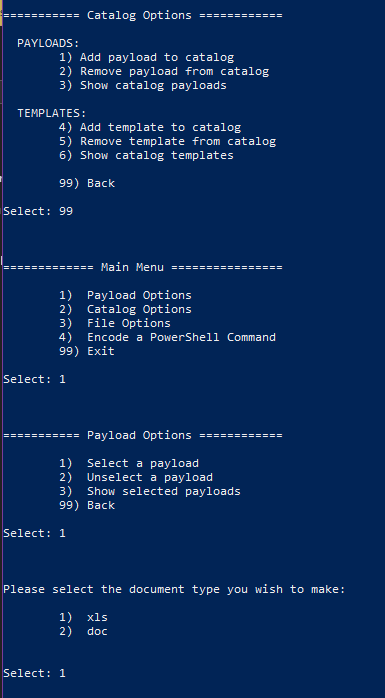 =========== Catalog Options ============
PAYLOADS:
1) Add payload to catalog
2) Remove payload from catalog
3) Show catalog payloads
TEMPLATES:
4) Add template to catalog
5) Remove template from catalog
6) Show catalog templates
99) Back
Select: 99
============= Main Menu ================
1) Payload Options
2) Catalog Options
3) File Options
4) Encode a PowerShell Command
99) Exit
Select: 1
=========== Payload Options ============
1) Select a payload
2) Unselect a payload
3) Show selected payloads
99) Back
Select: 1
Please select the document type you wish to make:
1) xls
2) doc
Select: 1